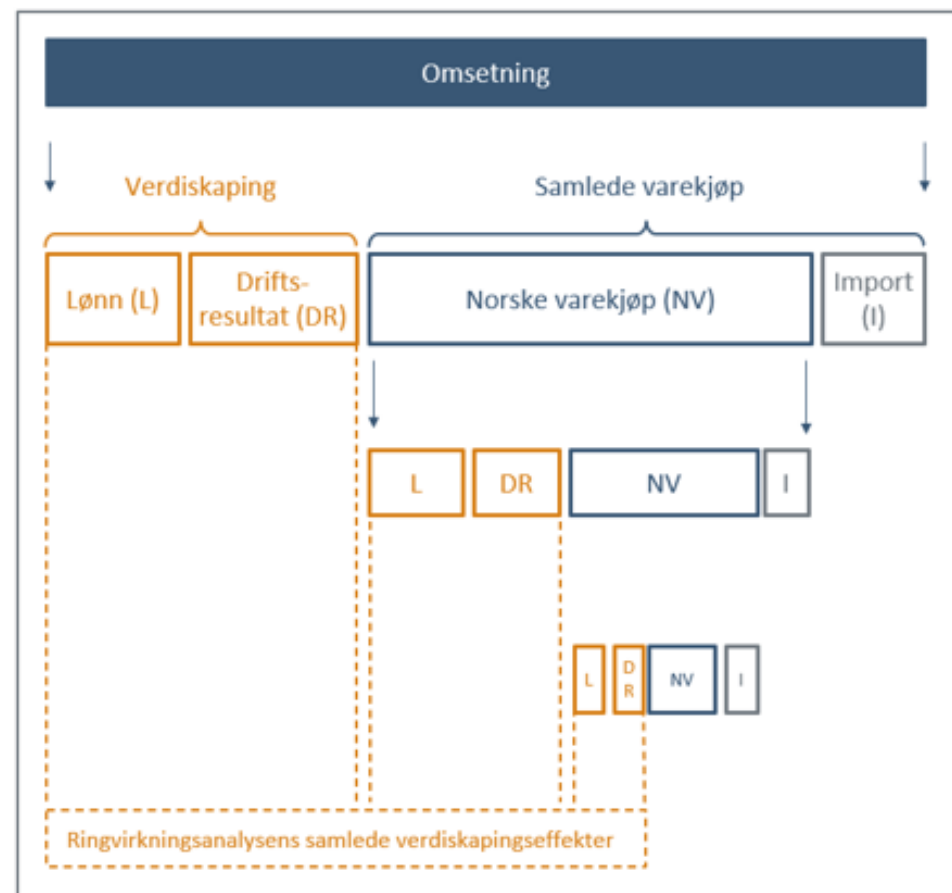 Omsetning
Verdiskaping
Samlede varekjøp
Lønn (L)
Drifts-
resultat (DR)
Norske varekjøp (NV)
Import
(I)
L
DR
NV
I
L
D
R
NV
I
Ringvirkningsanalysens samlede verdiskapingseffekter